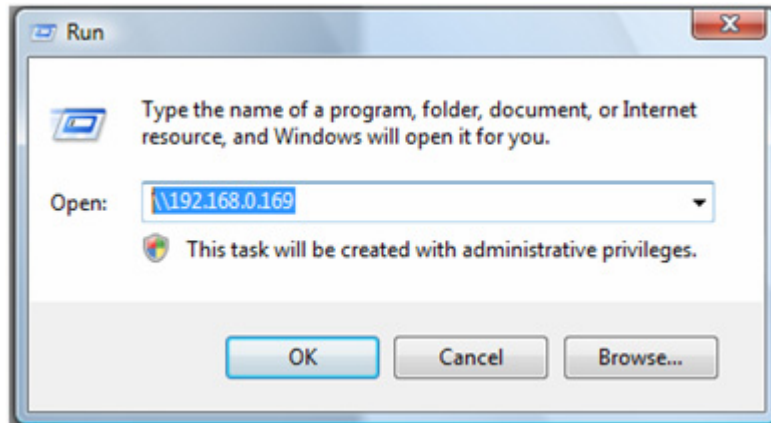 Run
Type the name of a program, folder, document, or Internet
resource, and Windows will open it for you.
Open: \\192.168.0.169
This task will be created with administrative privileges.
OK Cancel Browse...